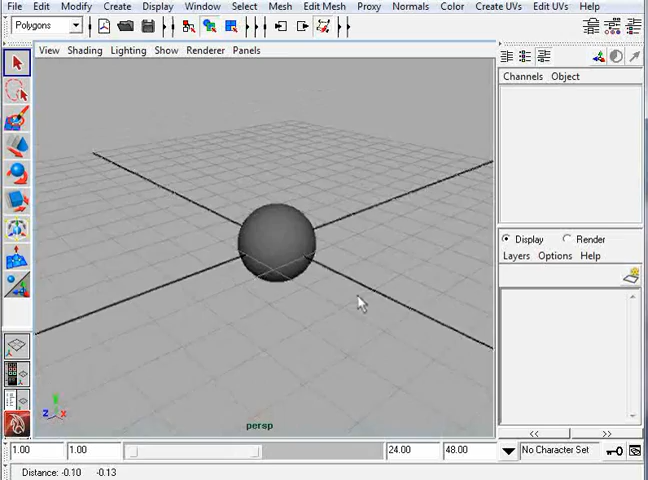 File Edit Modify Create Display Window Select Mesh Edit Mesh Proxy Normals Color Create UVs Edit UVs Help
Polygons
View Shading Lighting Show Renderer Panels
Channels Object
Display Render
Layers Options Help
y
z x
persp
<< >>
1.00 1.00 24.00 48.00 No Character Set
Distance: -0.10 -0.13